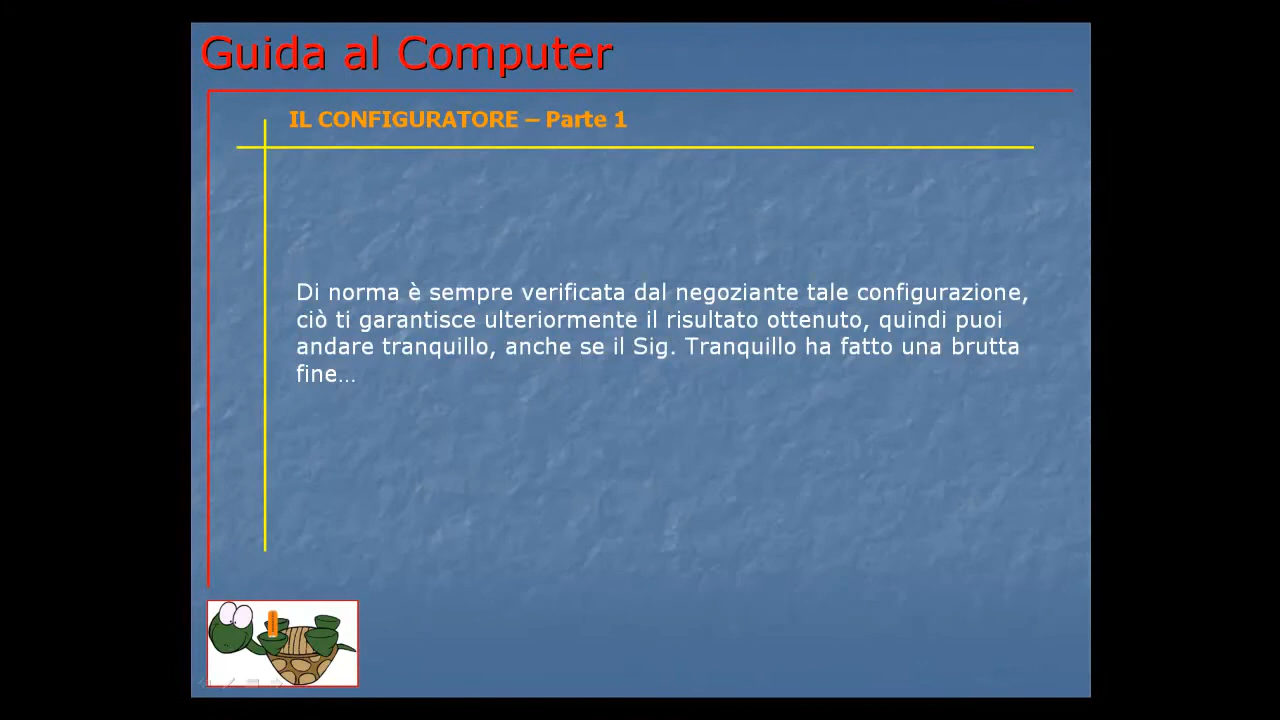 Guida al Computer
IL CONFIGURATORE – Parte 1
Di norma è sempre verificata dal negoziante tale configurazione,
ciò ti garantisce ulteriormente il risultato ottenuto, quindi puoi
andare tranquillo, anche se il Sig. Tranquillo ha fatto una brutta
fine…